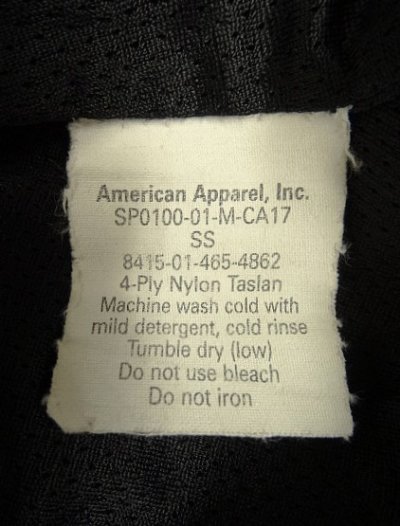 American Apparel, Inc.
SP0100-01-M-CA17
SS
8415-01-465-4862
4-Ply Nylon Taslan
Machine wash cold with
mild detergent, cold rinse
Tumble dry (low)
Do not use bleach
Do not iron